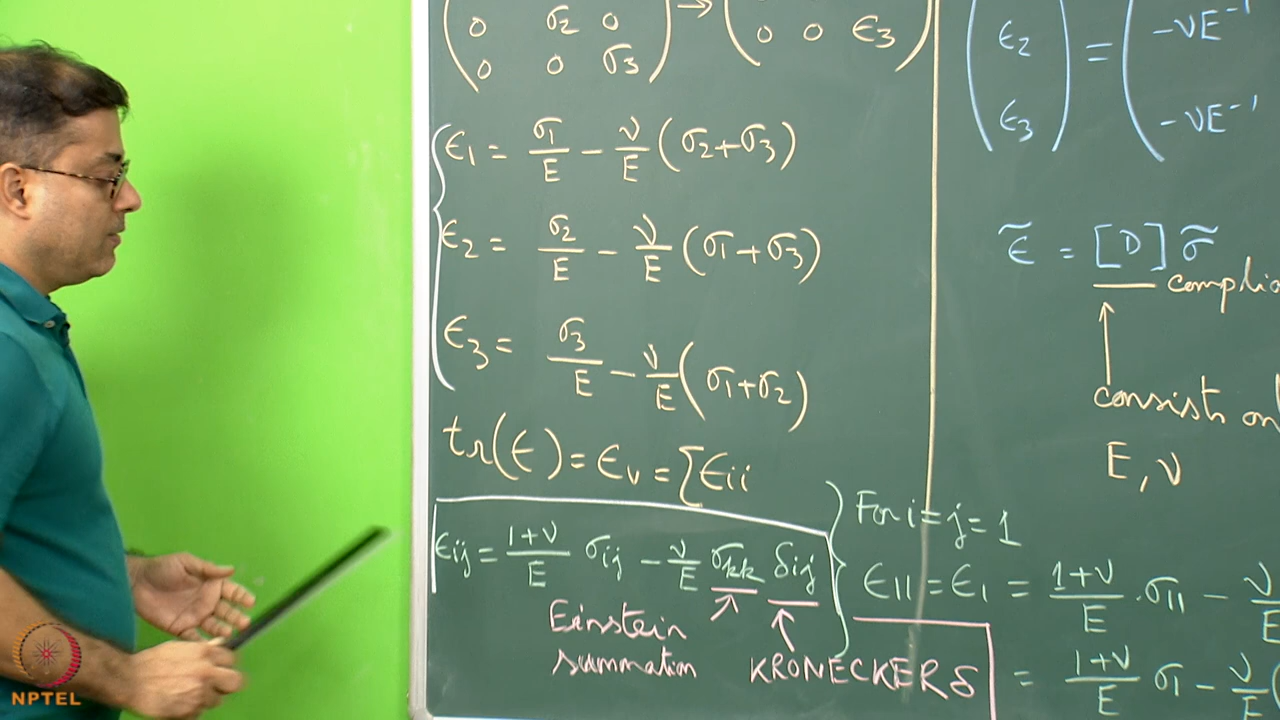 0 σ2 0
0 0 σ3
→
0 0 ϵ3
ϵ1 = σ1/E − ν/E (σ2+σ3)
ϵ2 = σ2/E − ν/E (σ1+σ3)
ϵ3 = σ3/E − ν/E (σ1+σ2)
tr(ϵ) = ϵv = Σϵii
ϵij = 1+ν/E σij − ν/E σkk δij
Einstein
summation
KRONECKERS δ
For i=j=1
ϵ11 = ϵ1 = 1+ν/E · σ11 − ν/E
= 1+ν/E σ1 − ν/E (
ϵ2 = −νE⁻¹
ϵ3 −νE⁻¹
ϵ̃ = [D] σ̃
complia
consists on
E, ν
NPTEL